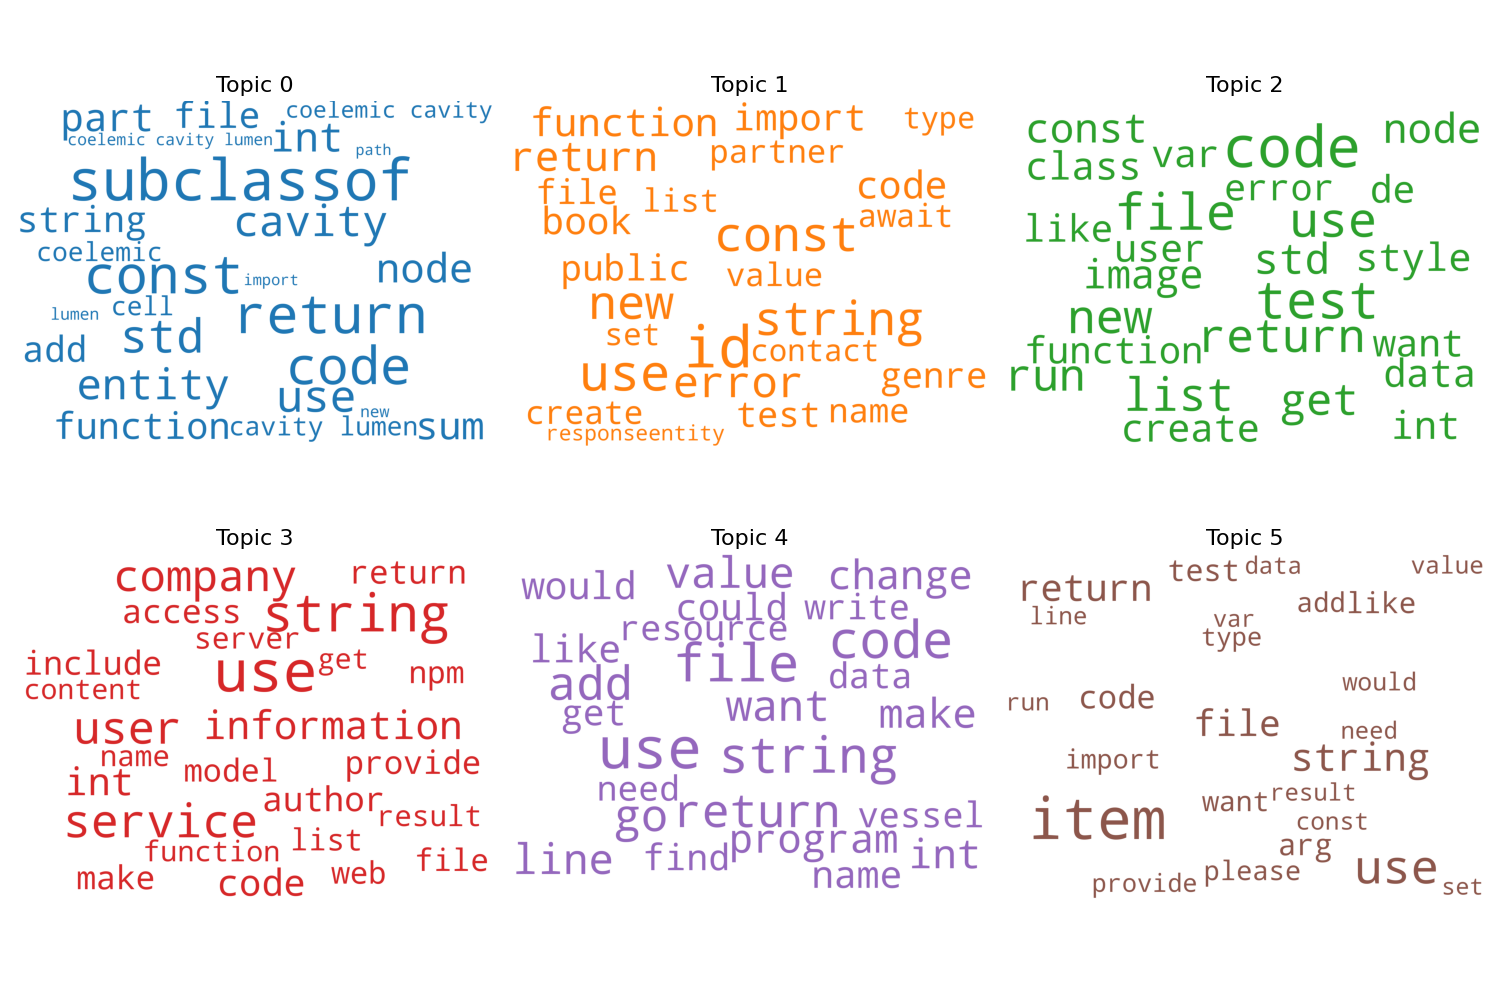 Topic 0
part file coelemic cavity
coelemic cavity lumen int path
subclassof
string cavity
coelemic
const import node
lumen cell
add std return
code
entity use
new
function cavity lumen sum
Topic 1
function import type
return partner
file list code
book const await
public value
new string
set id contact
use error genre
create test name
responseentity
Topic 2
const code node
class var
error de
like file use
user std style
image
new test
function return want
run data
list get
create int
Topic 3
company return
access string
server
include use get npm
content
user information
name
int model provide
author
service result
function list
make code web file
Topic 4
would value change
could write
resource code
like file
add data
get want make
use string
need
go return vessel
program
line find int
name
Topic 5
return test data value
line add like
var
type
would
run code
file need
import string
want result
item const
arg
please use
provide set